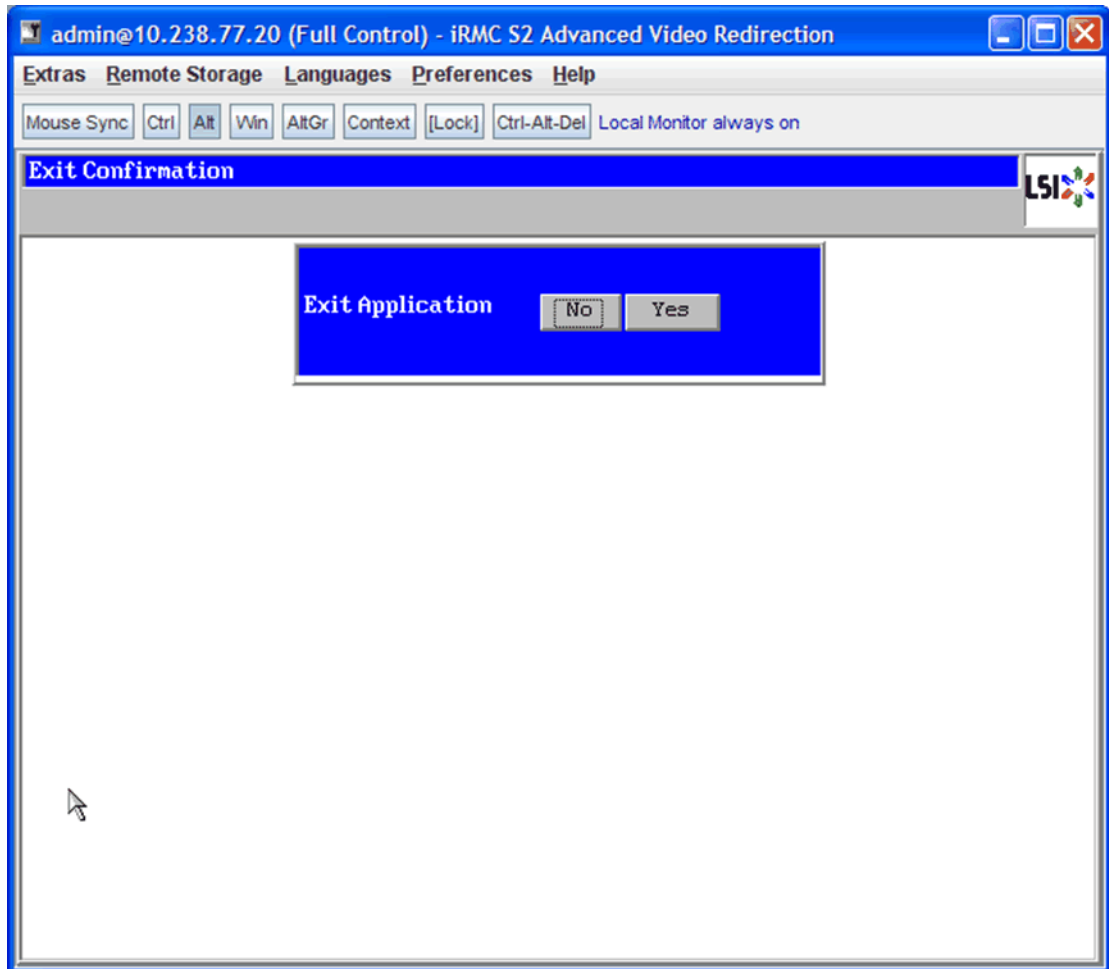 admin@10.238.77.20 (Full Control) - iRMC S2 Advanced Video Redirection
Extras Remote Storage Languages Preferences Help
Mouse Sync Ctrl Alt Win AltGr Context [Lock] Ctrl-Alt-Del Local Monitor always on
Exit Confirmation
LSI
Exit Application No Yes